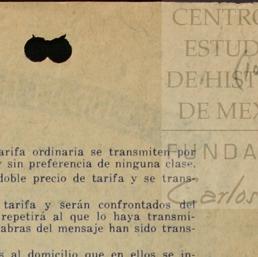 CENTRO
ESTUD
DE HIST
DE MEX
FUNDA
Carlos
arifa ordinaria se transmiten por
y sin preferencia de ninguna clase.
doble precio de tarifa y se trans-
tarifa y serán confrontados del
repetirá al que lo haya transmi-
abras del mensaje han sido trans-
s al domicilio que en ellos se in-